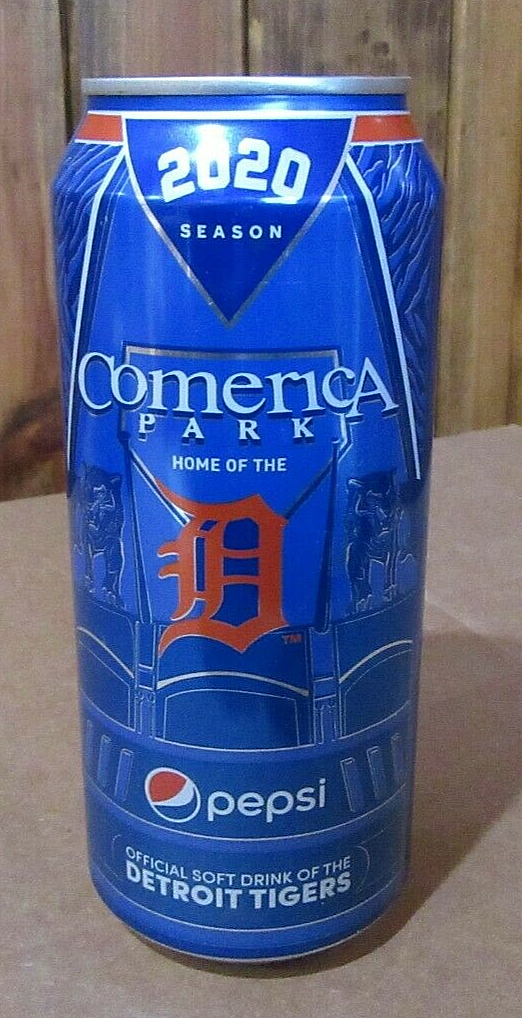 2020
SEASON
ComericA
PARK
HOME OF THE
D
TM
pepsi
OFFICIAL SOFT DRINK OF THE
DETROIT TIGERS